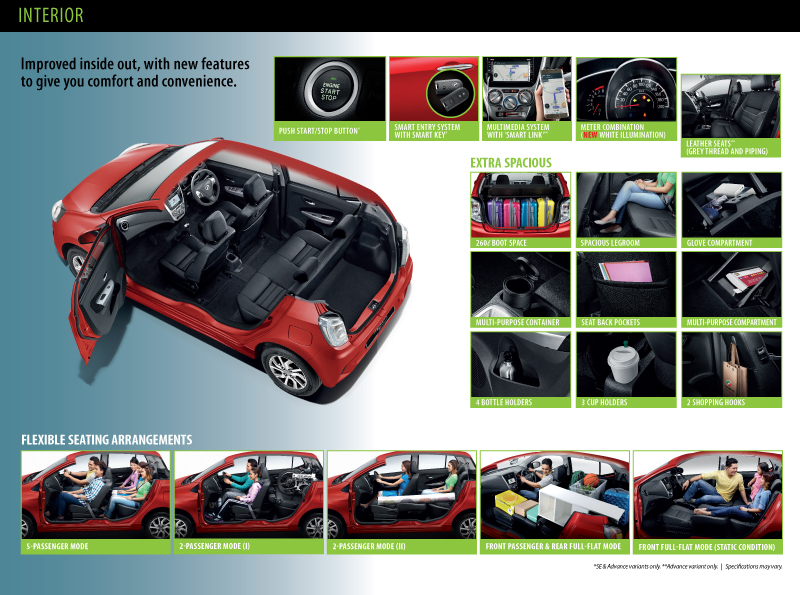 INTERIOR
Improved inside out, with new features
to give you comfort and convenience.
ENGINE
START
STOP
PUSH START/STOP BUTTON*
SMART ENTRY SYSTEM
WITH SMART KEY*
MULTIMEDIA SYSTEM
WITH 'SMART LINK'**
METER COMBINATION
(NEW WHITE ILLUMINATION)
LEATHER SEATS**
(GREY THREAD AND PIPING)
EXTRA SPACIOUS
260l BOOT SPACE
SPACIOUS LEGROOM
GLOVE COMPARTMENT
MULTI-PURPOSE CONTAINER
SEAT BACK POCKETS
MULTI-PURPOSE COMPARTMENT
4 BOTTLE HOLDERS
3 CUP HOLDERS
2 SHOPPING HOOKS
FLEXIBLE SEATING ARRANGEMENTS
5-PASSENGER MODE
2-PASSENGER MODE (I)
2-PASSENGER MODE (II)
FRONT PASSENGER & REAR FULL-FLAT MODE
FRONT FULL-FLAT MODE (STATIC CONDITION)
*SE & Advance variants only. **Advance variant only. | Specifications may vary.